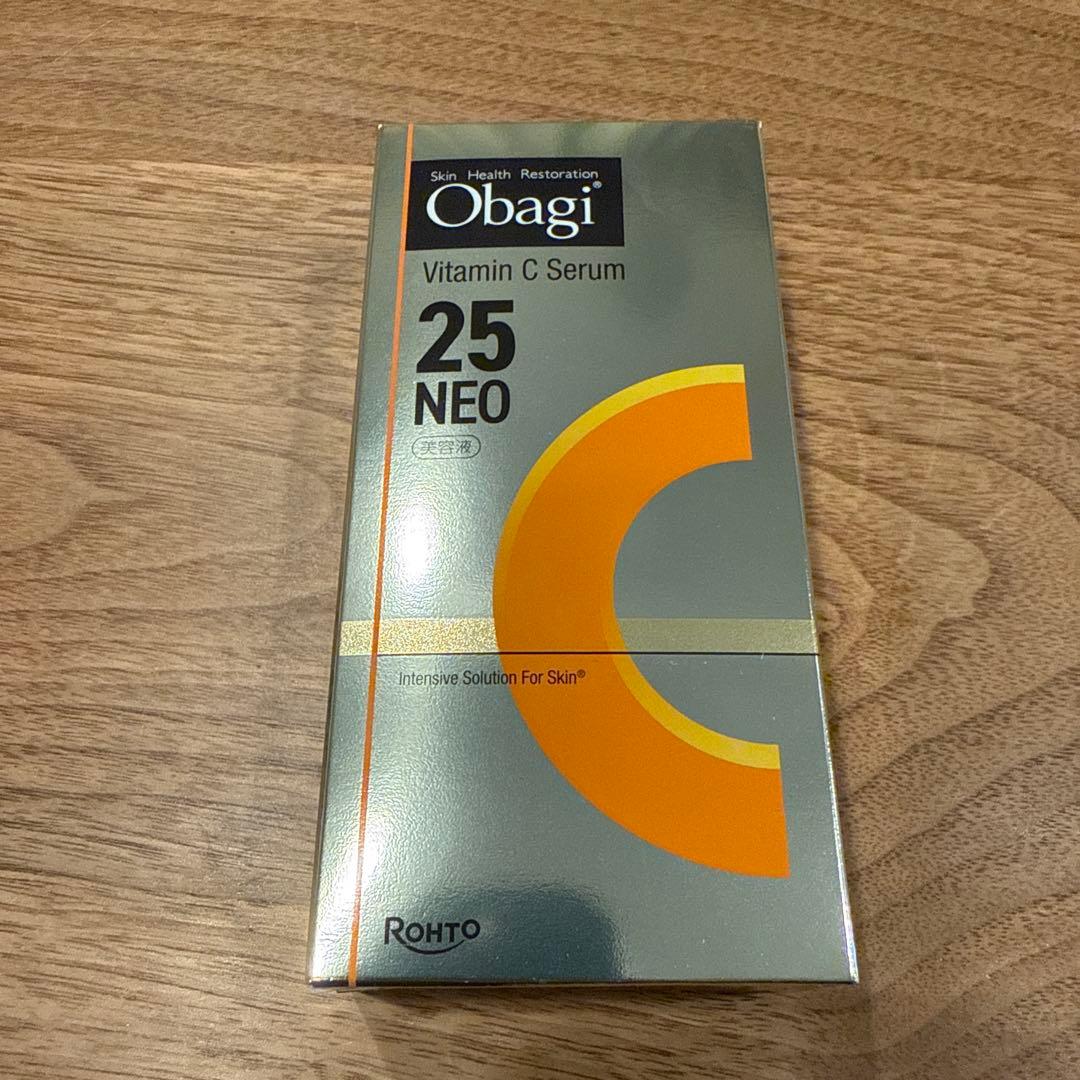 Skin Health Restoration
Obagi®
Vitamin C Serum
25
NEO
美容液
Intensive Solution For Skin®
ROHTO